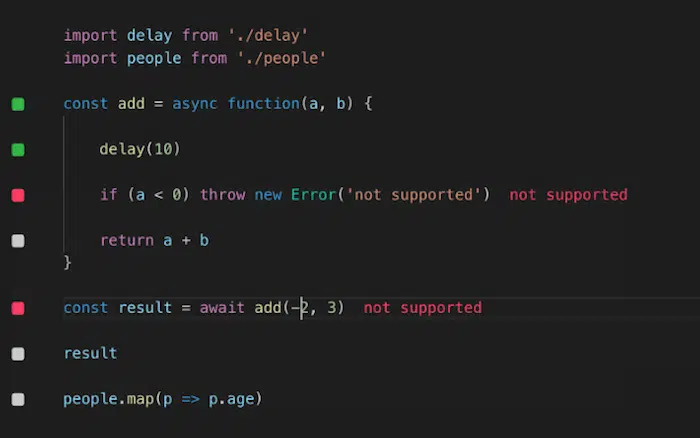 import delay from './delay'
import people from './people'
const add = async function(a, b) {
delay(10)
if (a < 0) throw new Error('not supported') not supported
return a + b
}
const result = await add(-2, 3) not supported
result
people.map(p => p.age)